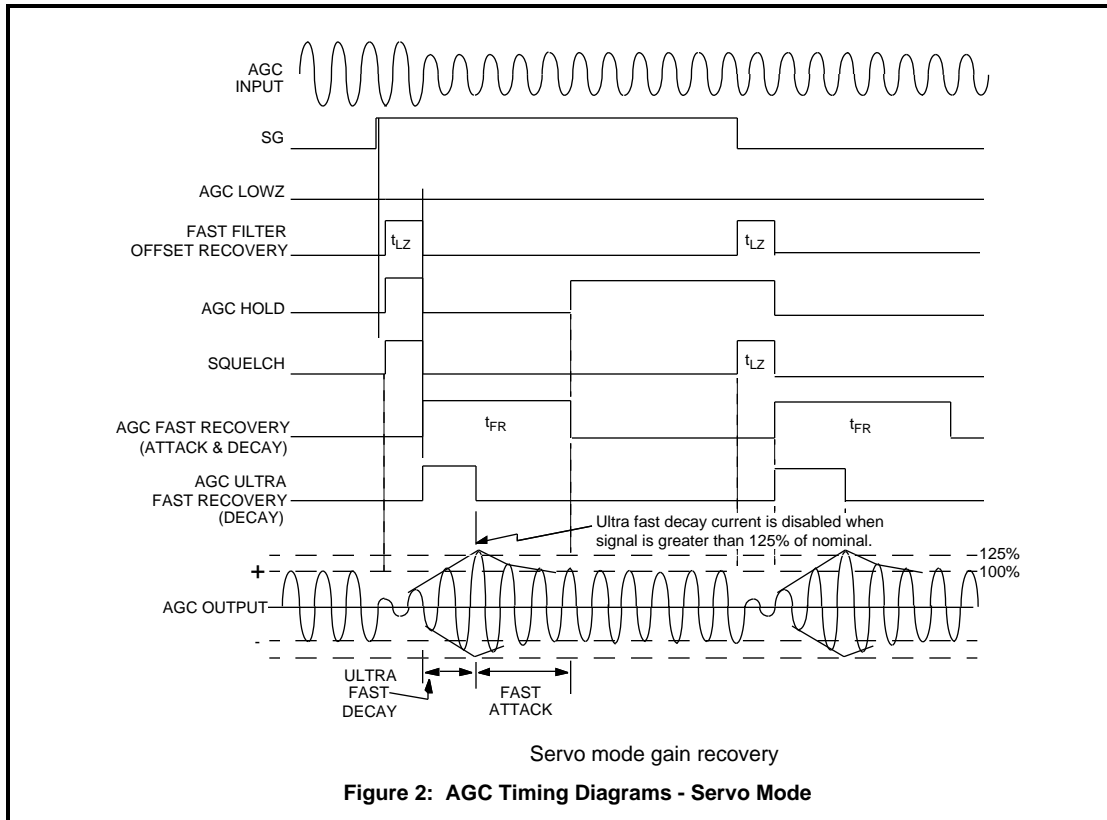 AGC
INPUT
SG
AGC LOWZ
FAST FILTER
OFFSET RECOVERY
tLZ
tLZ
AGC HOLD
SQUELCH
tLZ
AGC FAST RECOVERY
(ATTACK & DECAY)
tFR
tFR
AGC ULTRA
FAST RECOVERY
(DECAY)
Ultra fast decay current is disabled when
signal is greater than 125% of nominal.
125%
100%
+
AGC OUTPUT
-
ULTRA
FAST
DECAY
FAST
ATTACK
Servo mode gain recovery
Figure 2: AGC Timing Diagrams - Servo Mode